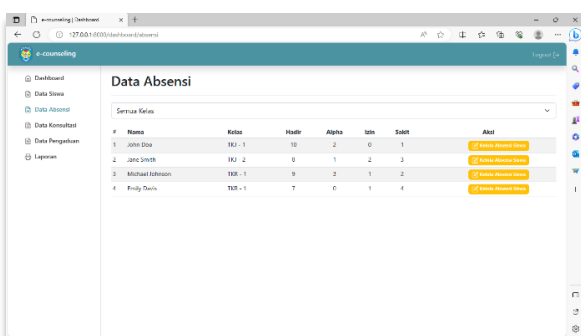 e-counseling | Dashboard
127.0.0.1:8000/dashboard/absensi
e-counseling
Logout
Dashboard
Data Siswa
Data Absensi
Data Konsultasi
Data Pengaduan
Laporan
Data Absensi
Semua Kelas
# Nama Kelas Hadir Alpha Izin Sakit Aksi
1 John Doe TKJ - 1 10 2 0 1 Kelola Absensi Siswa
2 Jane Smith TKJ - 2 8 1 2 3 Kelola Absensi Siswa
3 Michael Johnson TKR - 1 9 3 1 2 Kelola Absensi Siswa
4 Emily Davis TKR - 1 7 0 1 4 Kelola Absensi Siswa